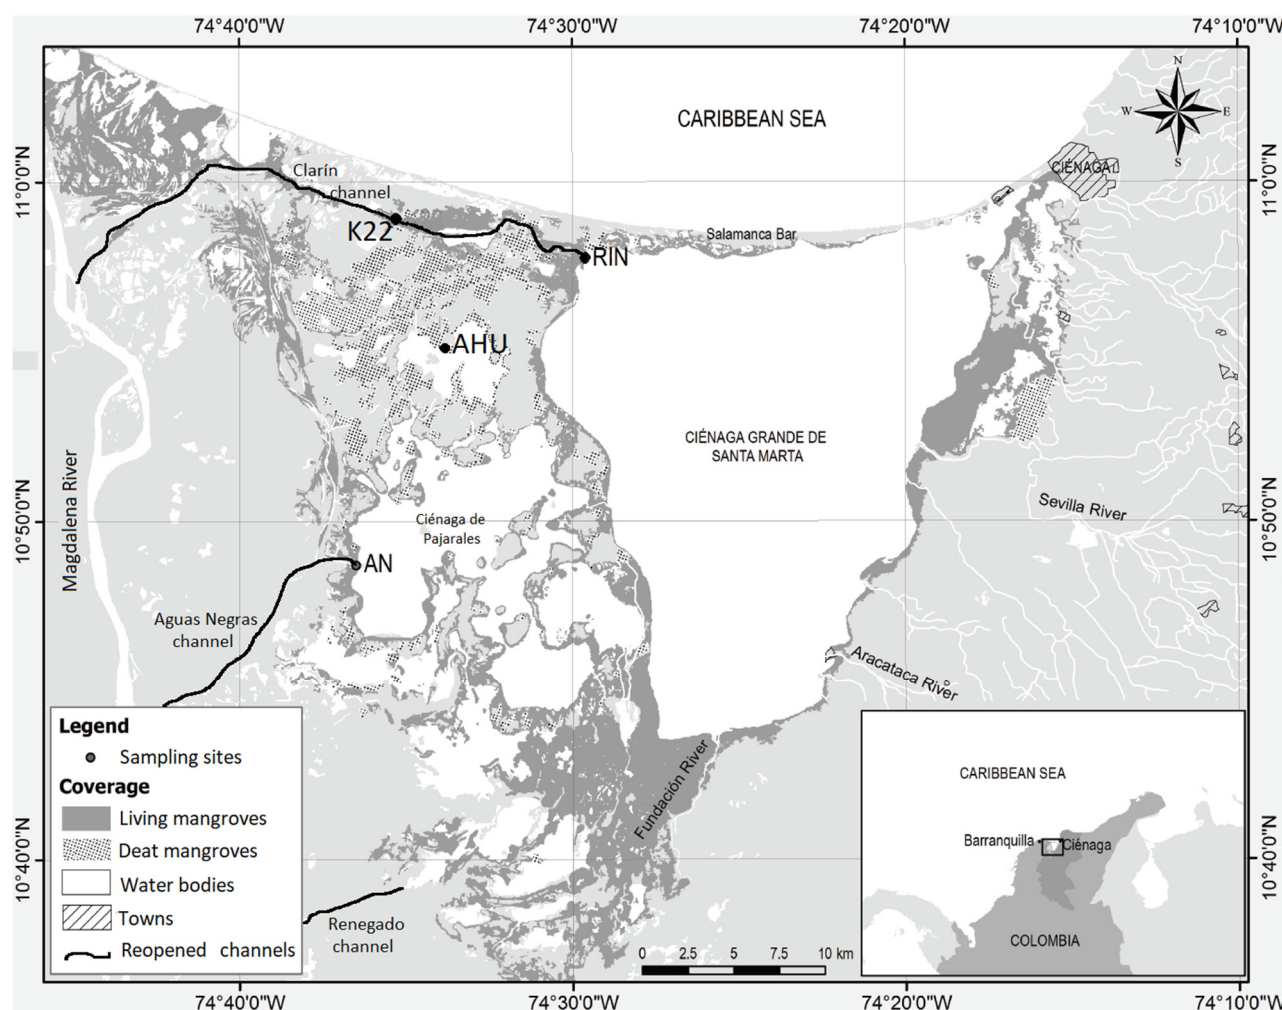 74°40'0"W 74°30'0"W 74°20'0"W 74°10'0"W
N
W E
S
CARIBBEAN SEA
CIÉNAGA
11°0'0"N
11°0'0"N
Clarín
channel
K22
RIN
Salamanca Bar
AHU
CIÉNAGA GRANDE DE
SANTA MARTA
Magdalena River
Sevilla River
10°50'0"N
10°50'0"N
Ciénaga de
Pajarales
AN
Aguas Negras
channel
Aracataca River
Fundación River
Legend
Sampling sites
Coverage
Living mangroves
Deat mangroves
Water bodies
Towns
Reopened channels
10°40'0"N
10°40'0"N
Renegado
channel
0 2.5 5 7.5 10 km
CARIBBEAN SEA
Barranquilla
Ciénaga
COLOMBIA
74°40'0"W 74°30'0"W 74°20'0"W 74°10'0"W